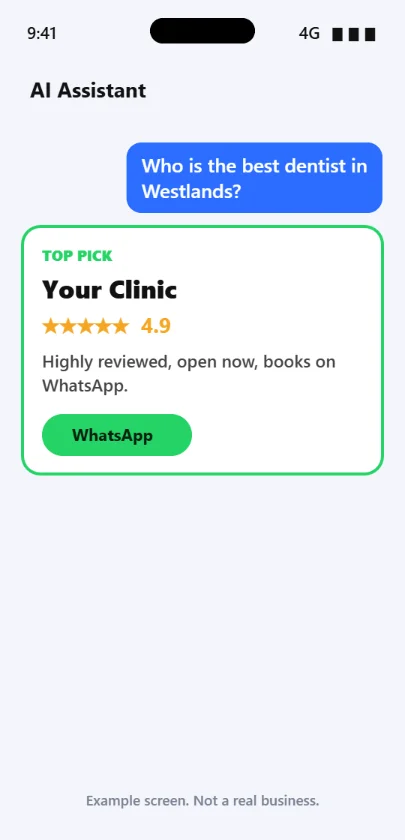 9:41
4G
AI Assistant
Who is the best dentist in
Westlands?
TOP PICK
Your Clinic
★★★★★ 4.9
Highly reviewed, open now, books on
WhatsApp.
WhatsApp
Example screen. Not a real business.